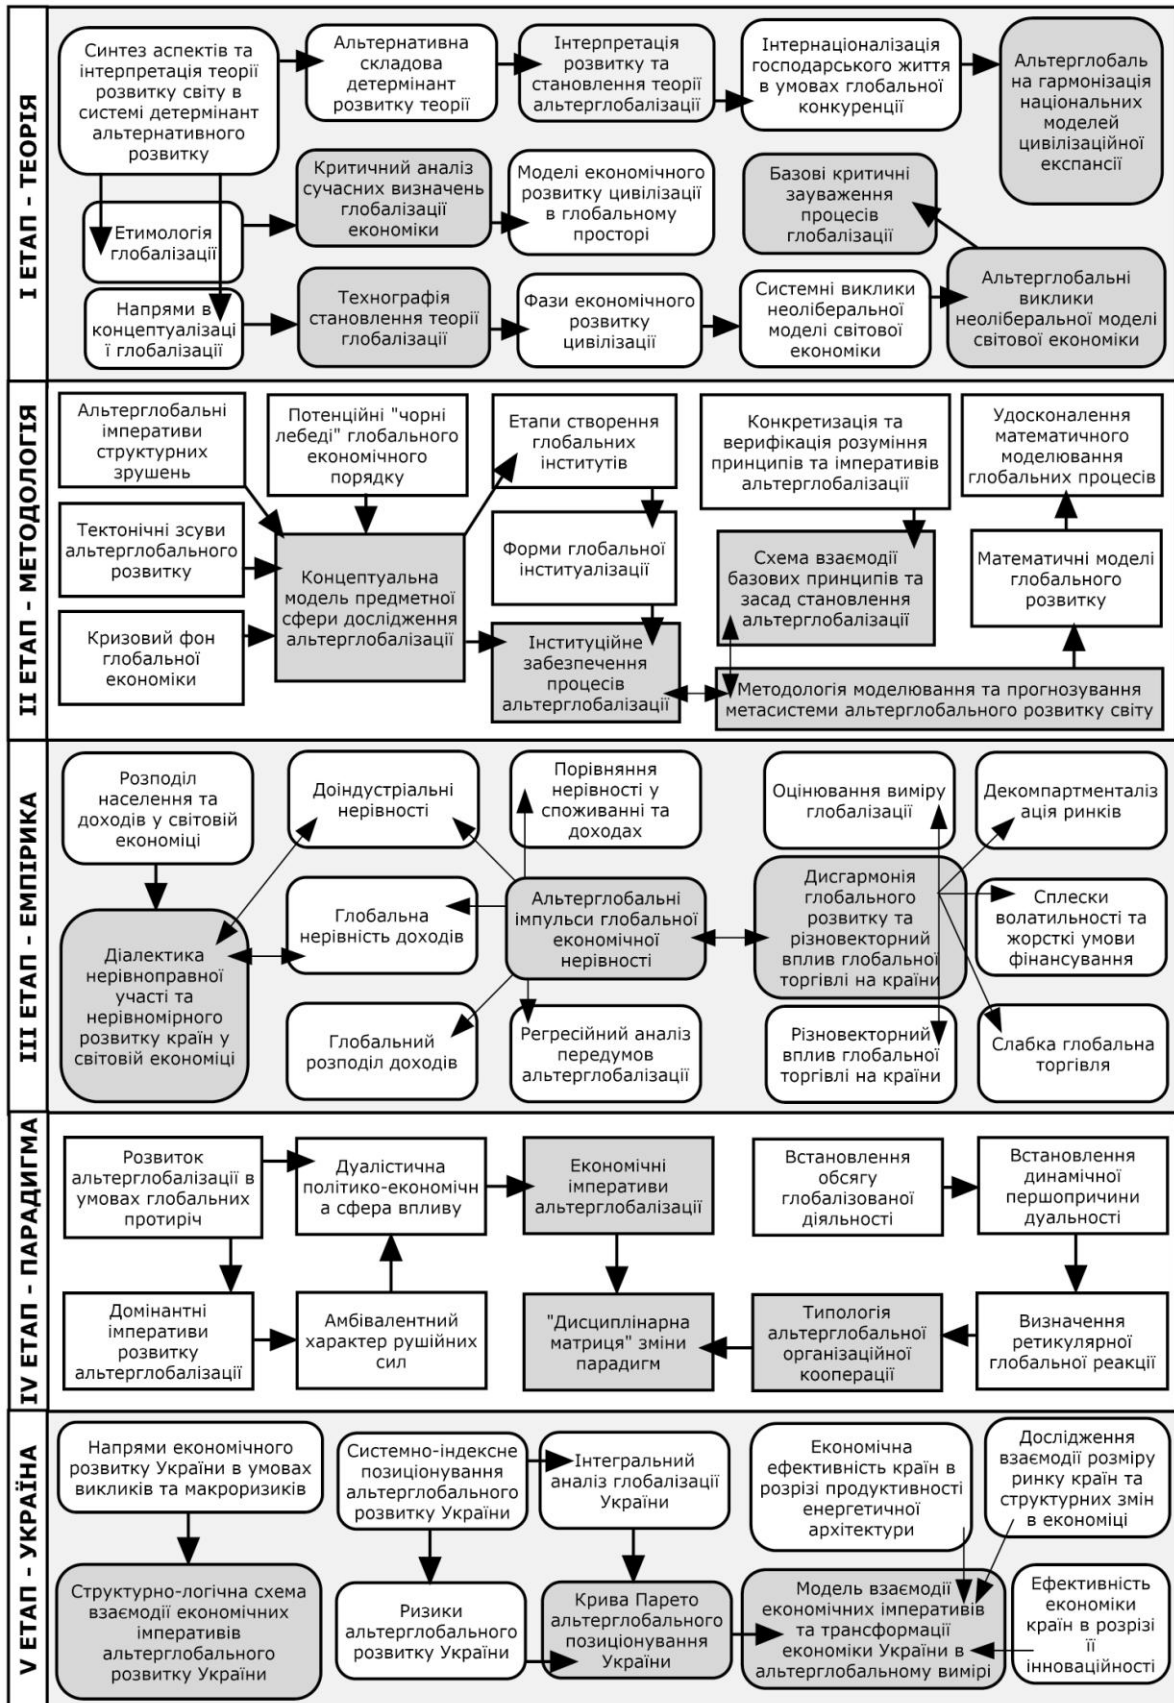 І ЕТАП - ТЕОРІЯ
Синтез аспектів та
інтерпретація теорії
розвитку світу в
системі детермінант
альтернативного
розвитку
Альтернативна
складова
детермінант
розвитку теорії
Інтерпретація
розвитку та
становлення теорії
альтерглобалізації
Інтернаціоналізація
господарського життя
в умовах глобальної
конкуренції
Альтерглобаль
на гармонізація
національних
моделей
цивілізаційної
експансії
Етимологія
глобалізації
Критичний аналіз
сучасних визначень
глобалізації
економіки
Моделі економічного
розвитку цивілізації
в глобальному
просторі
Базові критичні
зауваження
процесів
глобалізації
Напрями в
концептуалізаці
ї глобалізації
Технографія
становлення теорії
глобалізації
Фази економічного
розвитку
цивілізації
Системні виклики
неоліберальної
моделі світової
економіки
Альтерглобальні
виклики
неоліберальної моделі
світової економіки
ІІ ЕТАП - МЕТОДОЛОГІЯ
Альтерглобальні
імперативи
структурних
зрушень
Потенційні "чорні
лебеді" глобального
економічного
порядку
Етапи створення
глобальних
інститутів
Конкретизація та
верифікація розуміння
принципів та імперативів
альтерглобалізації
Удосконалення
математичного
моделювання
глобальних процесів
Тектонічні зсуви
альтерглобального
розвитку
Концептуальна
модель предметної
сфери дослідження
альтерглобалізації
Форми глобальної
інституалізації
Схема взаємодії
базових принципів та
засад становлення
альтерглобалізації
Математичні моделі
глобального
розвитку
Кризовий фон
глобальної
економіки
Інституційне
забезпечення
процесів
альтерглобалізації
Методологія моделювання та прогнозування
метасистеми альтерглобального розвитку світу
ІІІ ЕТАП - ЕМПІРИКА
Розподіл
населення та
доходів у світовій
економіці
Доіндустріальні
нерівності
Порівняння
нерівності у
споживанні та
доходах
Оцінювання виміру
глобалізації
Декомпартменталіз
ація ринків
Діалектика
нерівноправної
участі та
нерівномірного
розвитку країн у
світовій економіці
Глобальна
нерівність доходів
Альтерглобальні
імпульси глобальної
економічної
нерівності
Дисгармонія
глобального
розвитку та
різновекторний
вплив глобальної
торгівлі на країни
Сплески
волатильності та
жорсткі умови
фінансування
Глобальний
розподіл доходів
Регресійний аналіз
передумов
альтерглобалізації
Різновекторний
вплив глобальної
торгівлі на країни
Слабка глобальна
торгівля
IV ЕТАП - ПАРАДИГМА
Розвиток
альтерглобалізації в
умовах глобальних
протиріч
Дуалістична
політико-економічн
а сфера впливу
Економічні
імперативи
альтерглобалізації
Встановлення
обсягу
глобалізованої
діяльності
Встановлення
динамічної
першопричини
дуальності
Домінантні
імперативи
розвитку
альтерглобалізації
Амбівалентний
характер рушійних
сил
"Дисциплінарна
матриця" зміни
парадигм
Типологія
альтерглобальної
організаційної
кооперації
Визначення
ретикулярної
глобальної реакції
V ЕТАП - УКРАЇНА
Напрями економічного
розвитку України в умовах
викликів та макроризиків
Системно-індексне
позиціювання
альтерглобального
розвитку України
Інтегральний
аналіз глобалізації
України
Економічна
ефективність країн в
розрізі продуктивності
енергетичної
архітектури
Дослідження
взаємодії розміру
ринку країн та
структурних змін
в економіці
Структурно-логічна схема
взаємодії економічних
імперативів
альтерглобального
розвитку України
Ризики
альтерглобального
розвитку України
Крива Парето
альтерглобального
позиціонування
України
Модель взаємодії
економічних імперативів
та трансформації
економіки України в
альтерглобальному вимірі
Ефективність
економіки
країн в розрізі
її
інноваційності